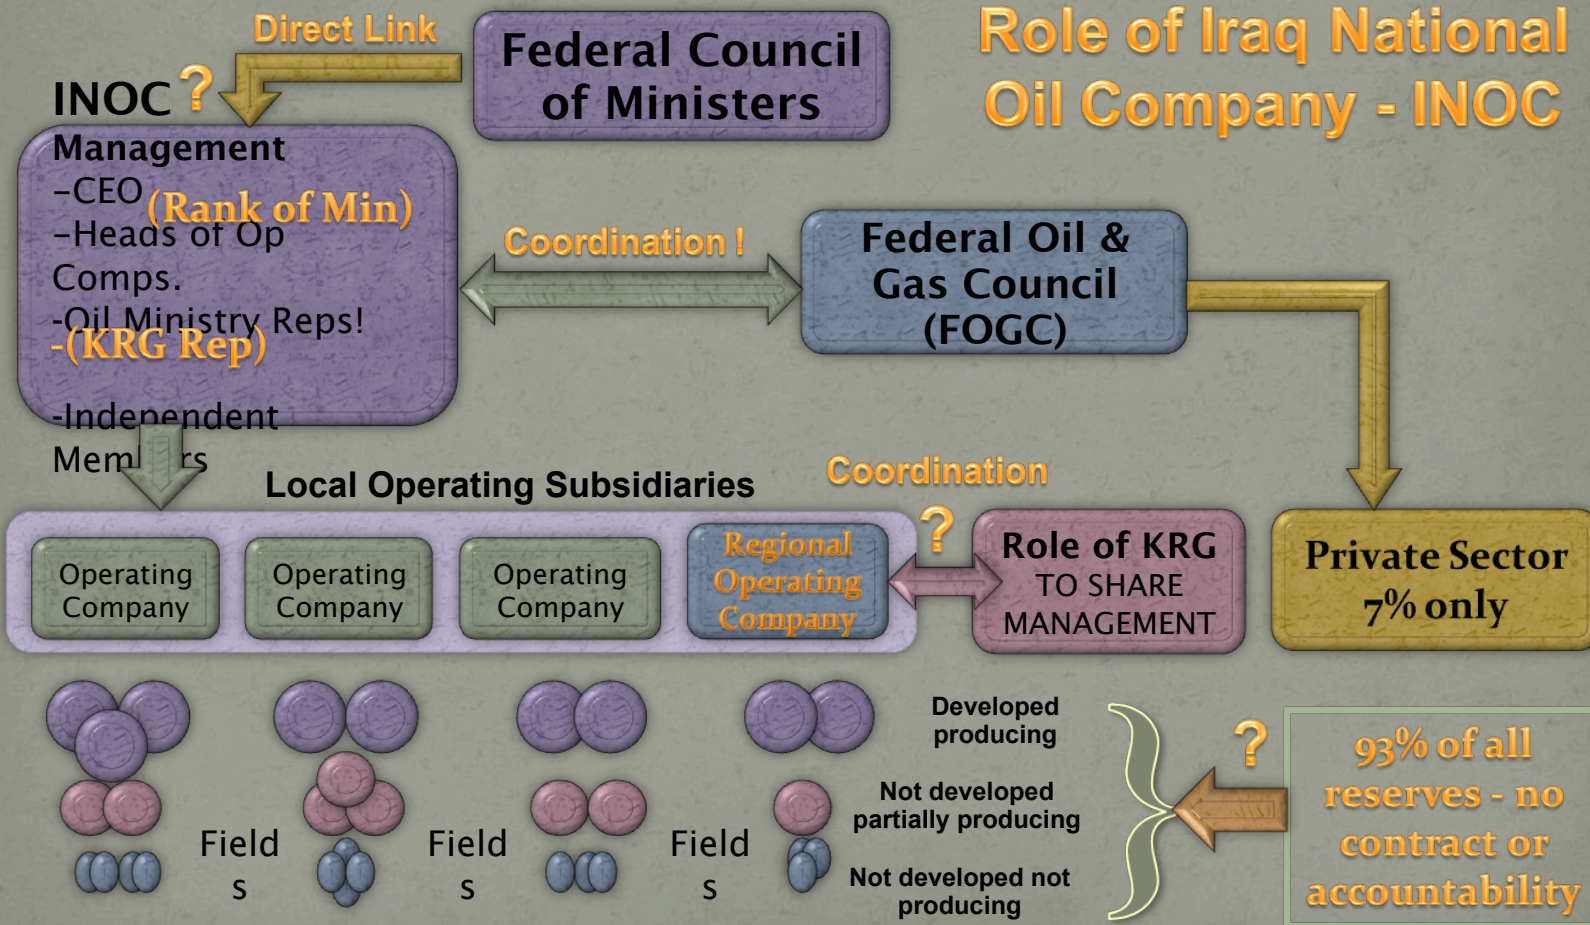 Role of Iraq National
Oil Company - INOC
Direct Link
Federal Council
of Ministers
INOC ?
Management
-CEO
(Rank of Min)
-Heads of Op
Comps.
-Oil Ministry Reps!
-(KRG Rep)
-Independent
Members
Coordination !
Federal Oil &
Gas Council
(FOGC)
Local Operating Subsidiaries
Coordination
?
Operating
Company
Operating
Company
Operating
Company
Regional
Operating
Company
Role of KRG
TO SHARE
MANAGEMENT
Private Sector
7% only
Developed
producing
Not developed
partially producing
Not developed not
producing
Field
s
Field
s
Field
s
?
93% of all
reserves - no
contract or
accountability